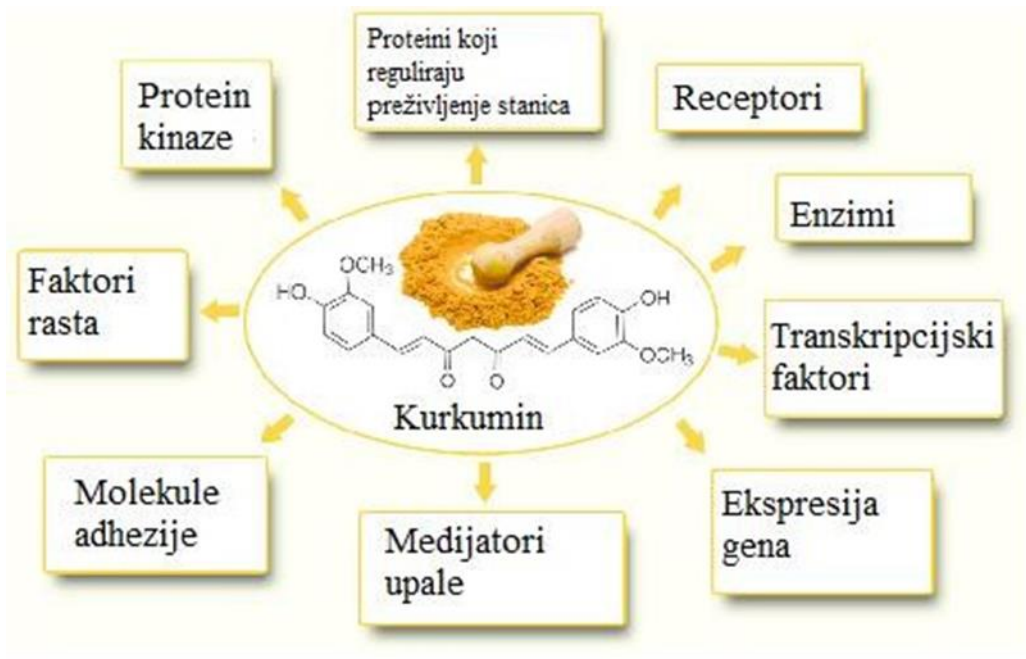 Proteini koji
reguliraju
preživljenje stanica
Protein
kinaze
Receptori
Enzimi
Faktori
rasta
OCH3
HO
OH
OCH3
O
O
Kurkumin
Transkripcijski
faktori
Molekule
adhezije
Medijatori
upale
Ekspresija
gena